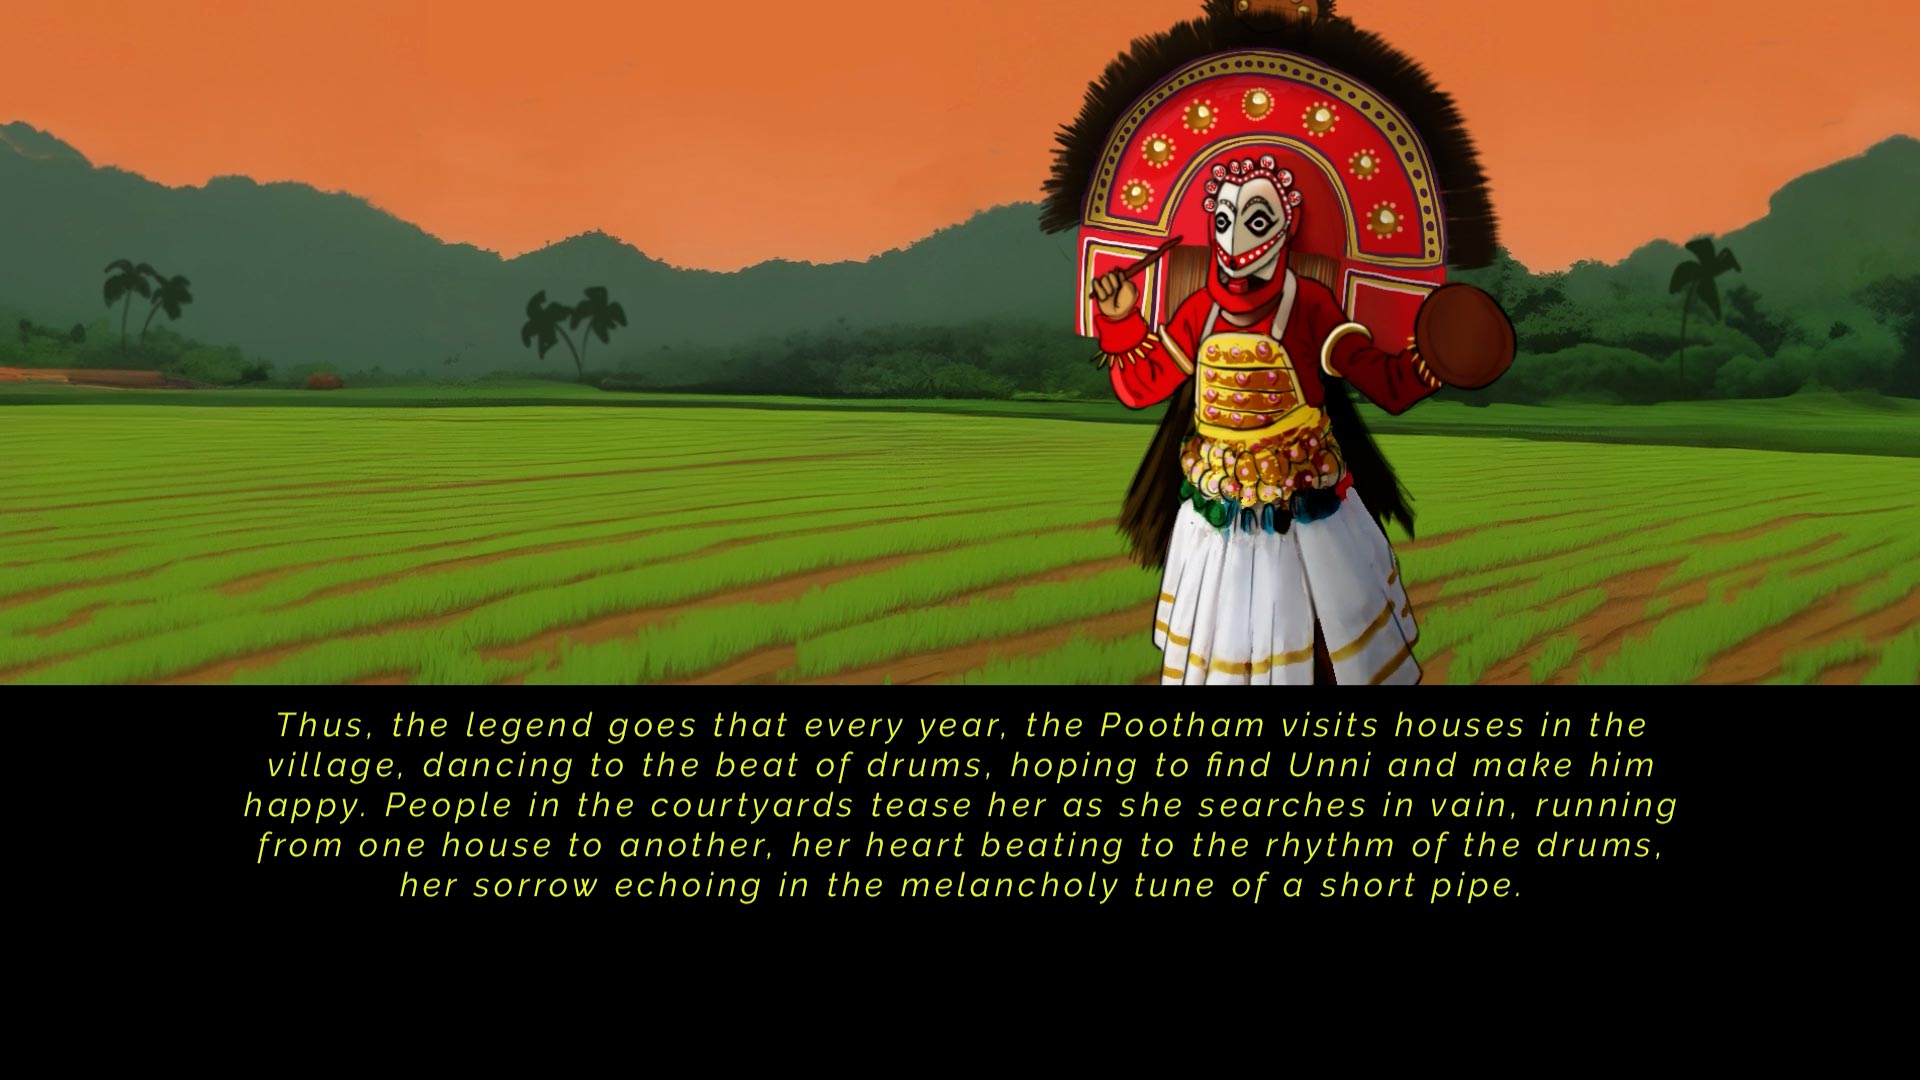 Thus, the legend goes that every year, the Pootham visits houses in the
village, dancing to the beat of drums, hoping to find Unni and make him
happy. People in the courtyards tease her as she searches in vain, running
from one house to another, her heart beating to the rhythm of the drums,
her sorrow echoing in the melancholy tune of a short pipe.